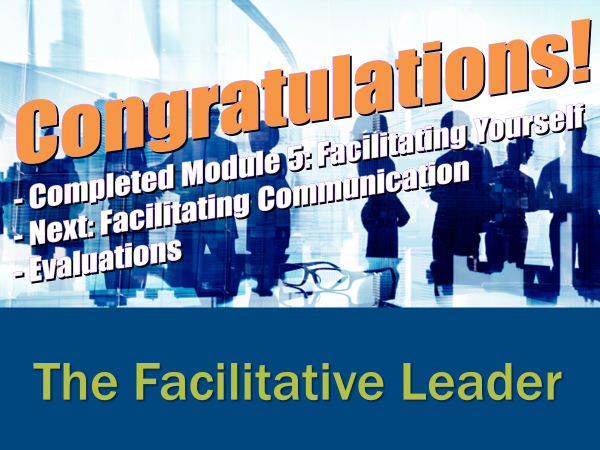 Congratulations!
- Completed Module 5: Facilitating Yourself
- Next: Facilitating Communication
- Evaluations
The Facilitative Leader